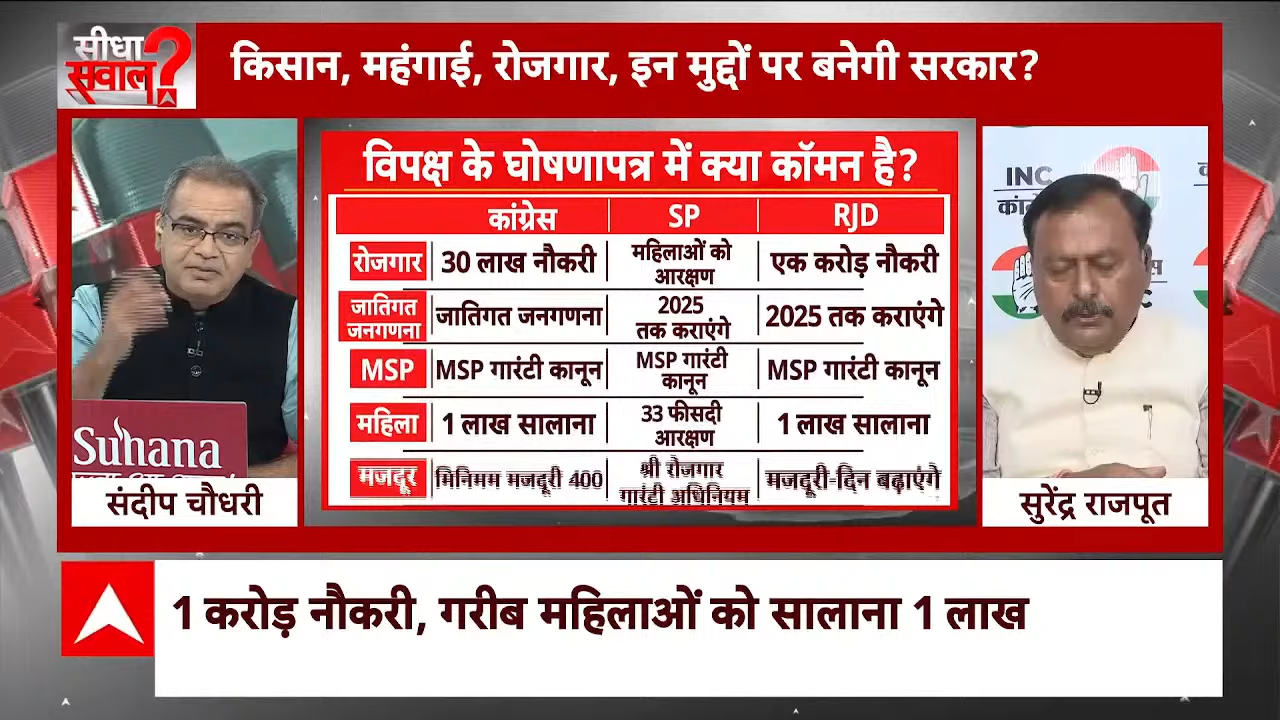 सीधा
सवाल?
किसान, महंगाई, रोजगार, इन मुद्दों पर बनेगी सरकार?
विपक्ष के घोषणापत्र में क्या कॉमन है?
कांग्रेस SP RJD
रोजगार 30 लाख नौकरी महिलाओं को आरक्षण एक करोड़ नौकरी
जातिगत जनगणना जातिगत जनगणना 2025 तक कराएंगे 2025 तक कराएंगे
MSP MSP गारंटी कानून MSP गारंटी कानून MSP गारंटी कानून
महिला 1 लाख सालाना 33 फीसदी आरक्षण 1 लाख सालाना
मजदूर मिनिमम मजदूरी 400 श्री रोजगार गारंटी अधिनियम मजदूरी-दिन बढ़ाएंगे
INC
Suhana
संदीप चौधरी
सुरेंद्र राजपूत
1 करोड़ नौकरी, गरीब महिलाओं को सालाना 1 लाख